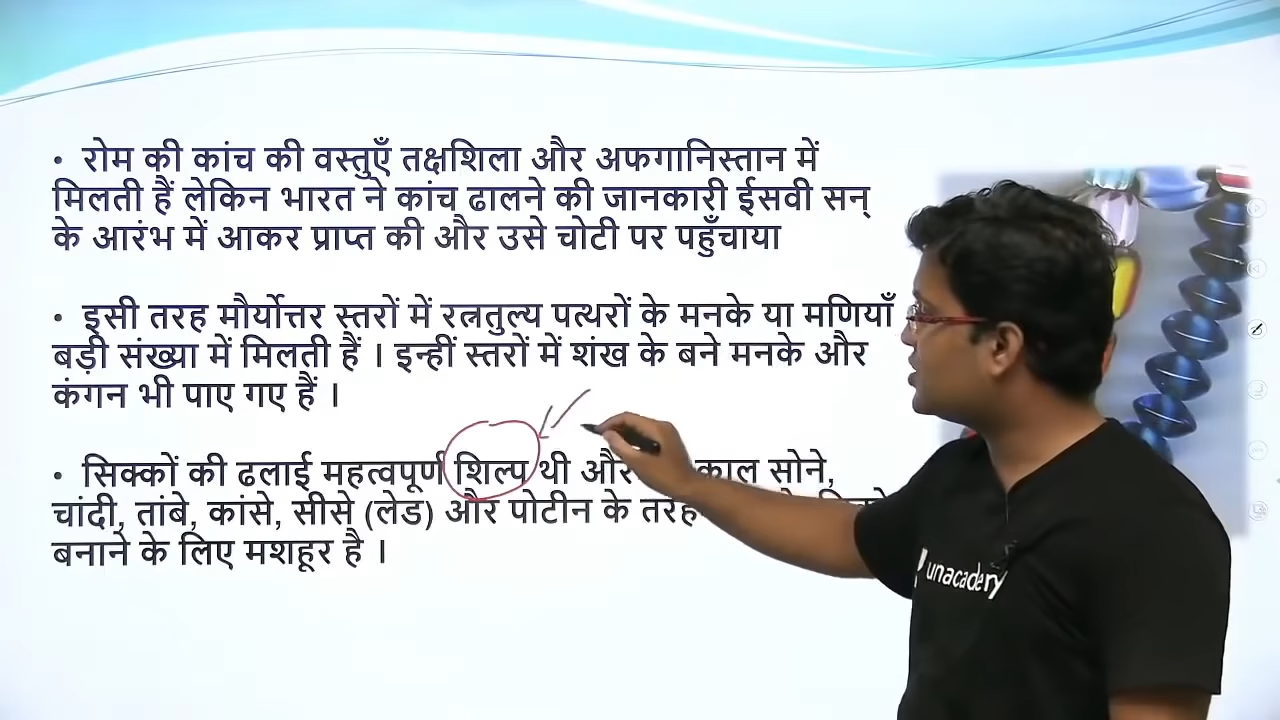 • रोम की कांच की वस्तुएँ तक्षशिला और अफगानिस्तान में
मिलती हैं लेकिन भारत ने कांच ढालने की जानकारी ईसवी सन्
के आरंभ में आकर प्राप्त की और उसे चोटी पर पहुँचाया
• इसी तरह मौर्योत्तर स्तरों में रत्नतुल्य पत्थरों के मनके या मणियाँ
बड़ी संख्या में मिलती हैं । इन्हीं स्तरों में शंख के बने मनके और
कंगन भी पाए गए हैं ।
• सिक्कों की ढलाई महत्वपूर्ण शिल्प थी और काल सोने,
चांदी, तांबे, कांसे, सीसे (लेड) और पोटीन के तरह
बनाने के लिए मशहूर है ।
unacademy